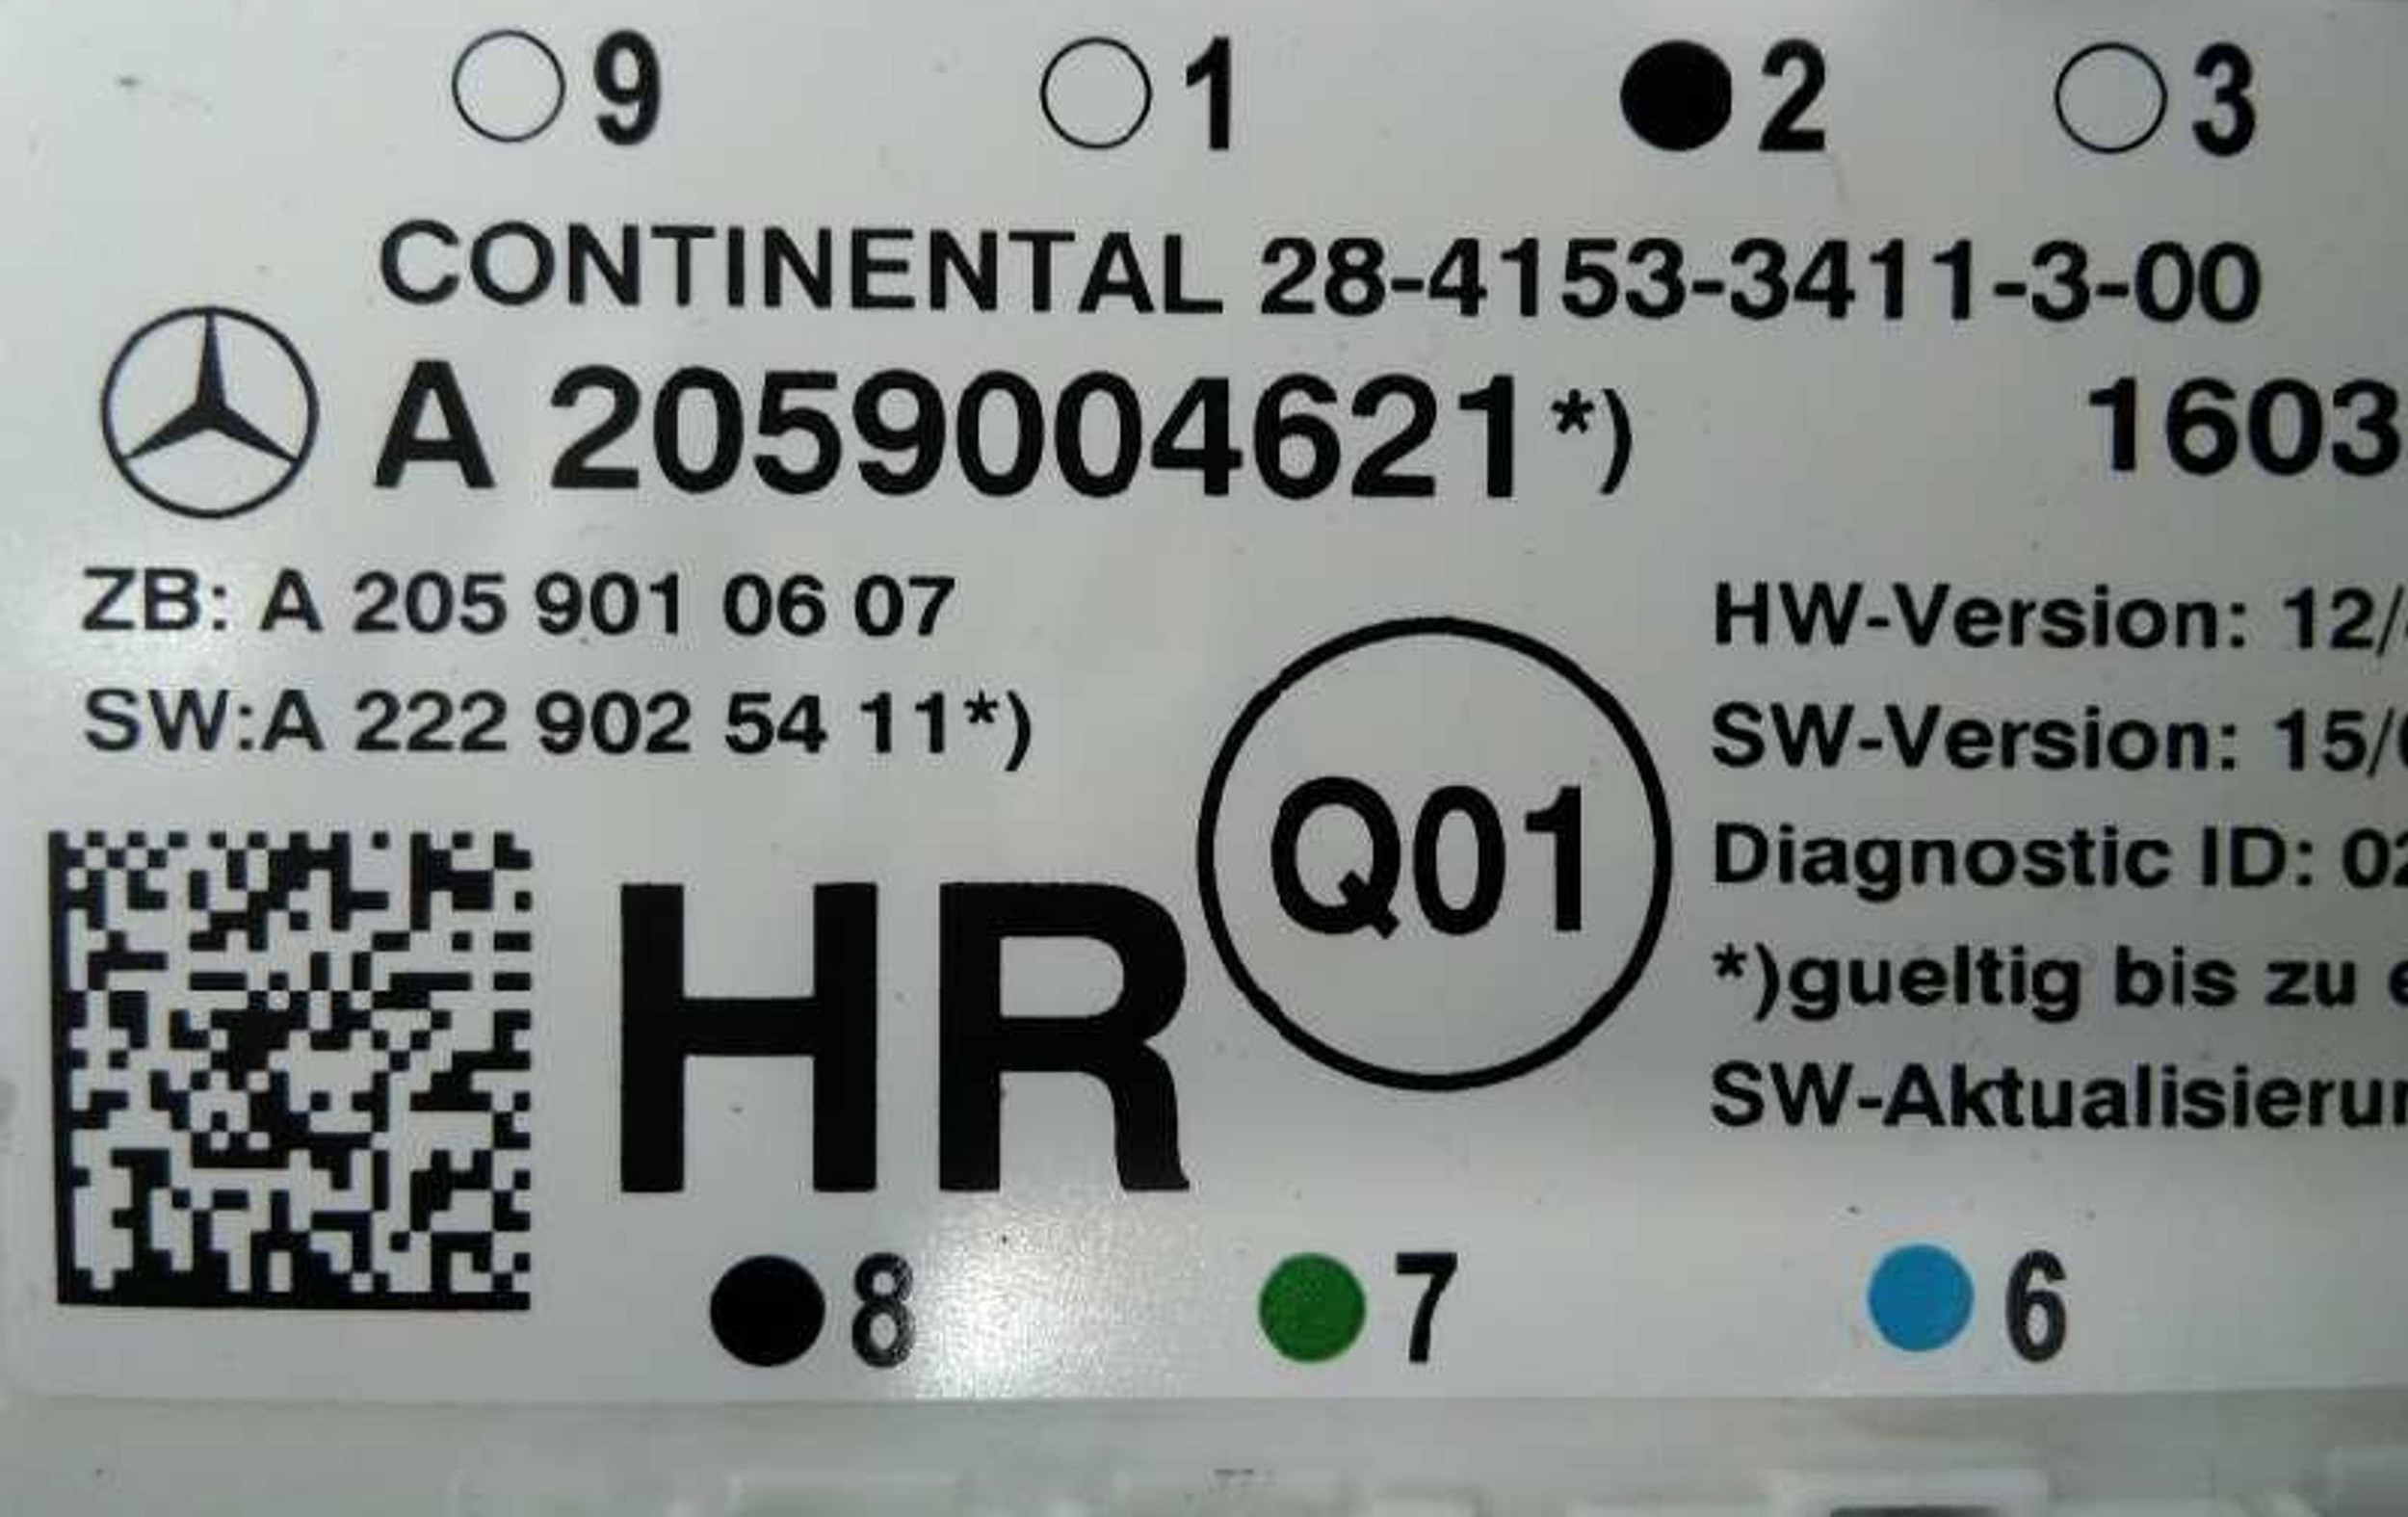 9 1 2 3
CONTINENTAL 28-4153-3411-3-00
A 2059004621*) 1603
ZB: A 205 901 06 07
HW-Version: 12/
SW:A 222 902 54 11*)
SW-Version: 15/
Q01
Diagnostic ID: 02
HR
*)gueltig bis zu
SW-Aktualisierun
8 7 6